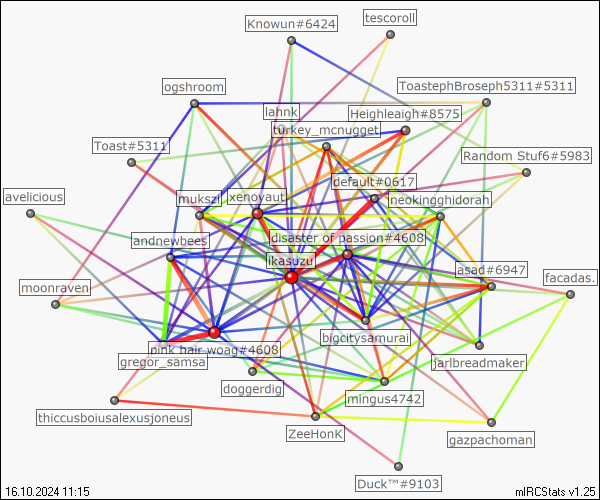 tescoroll
Knowun#6424
ogshroom
ToastephBroseph5311#5311
lahnk
Heighleaigh#8575
turkey_mcnugget
Toast#5311
Random Stuf6#5983
default#0617
avelicious
mukszi
xenoyaut
neokingghidorah
andnewbees
disaster of passion#4608
ikasuzu
asad#6947
facadas.
moonraven
bigcitysamurai
pink hair woag#4608
gregor_samsa
jarlbreadmaker
doggerdig
mingus4742
thiccusboiusalexusjoneus
ZeeHonK
gazpachoman
Duck™#9103
16.10.2024 11:15
mIRCStats v1.25